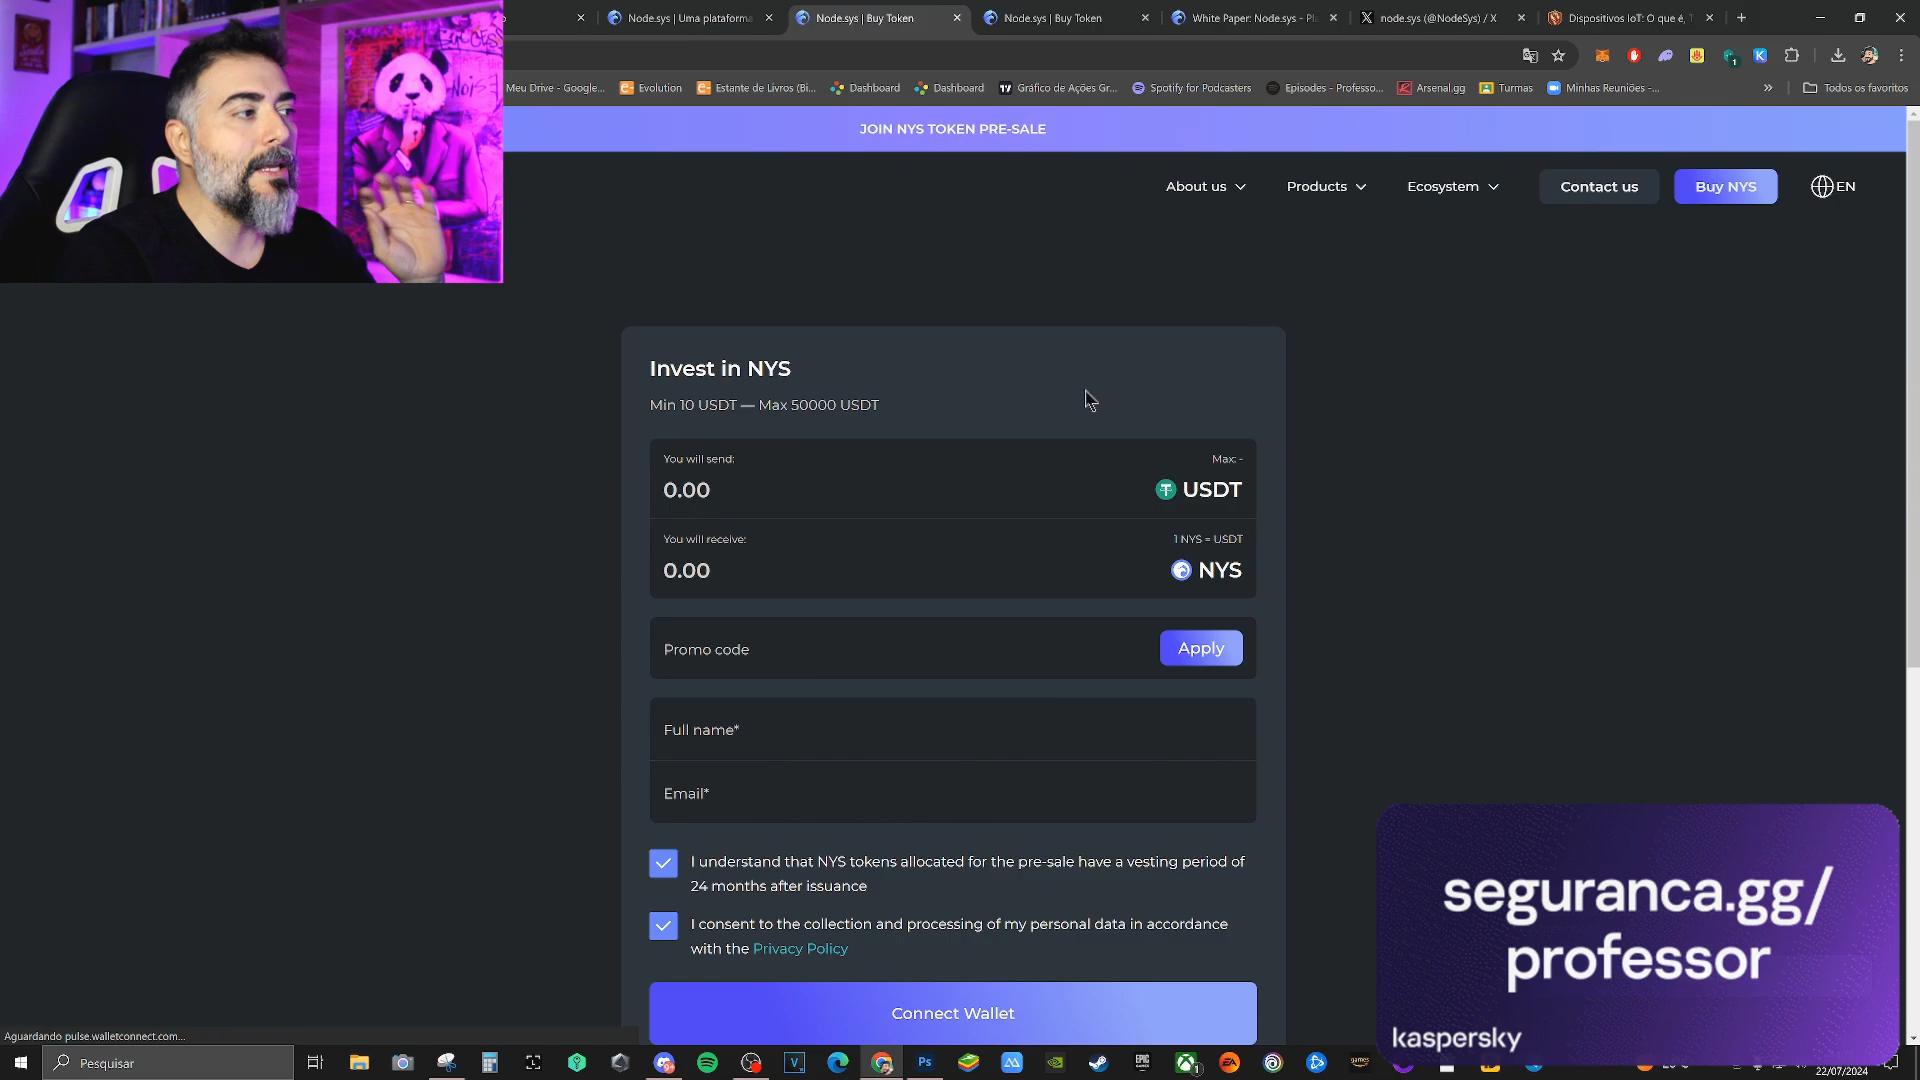 Node.sys | Uma plataforma
Node.sys | Buy Token
Node.sys | Buy Token
White Paper: Node.sys - Pla
node.sys (@NodeSys) / X
Dispositivos IoT: O que é, T
Meu Drive - Google...
Evolution
Estante de Livros (Bi...
Dashboard
Dashboard
Gráfico de Ações Gr...
Spotify for Podcasters
Episodes - Professo...
Arsenal.gg
Turmas
Minhas Reuniões -...
Todos os favoritos
JOIN NYS TOKEN PRE-SALE
About us
Products
Ecosystem
Contact us
Buy NYS
EN
Invest in NYS
Min 10 USDT — Max 50000 USDT
You will send:
Max: -
0.00
USDT
You will receive:
1 NYS = USDT
0.00
NYS
Promo code
Apply
Full name*
Email*
I understand that NYS tokens allocated for the pre-sale have a vesting period of
24 months after issuance
I consent to the collection and processing of my personal data in accordance
with the Privacy Policy
Connect Wallet
seguranca.gg/
professor
kaspersky
Aguardando pulse.walletconnect.com...
Pesquisar
22/07/2024